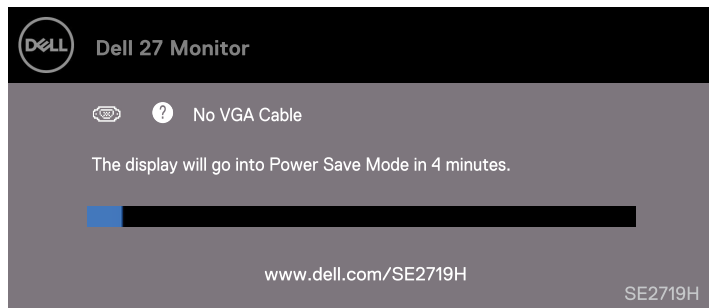 DELL
Dell 27 Monitor
? No VGA Cable
The display will go into Power Save Mode in 4 minutes.
www.dell.com/SE2719H
SE2719H